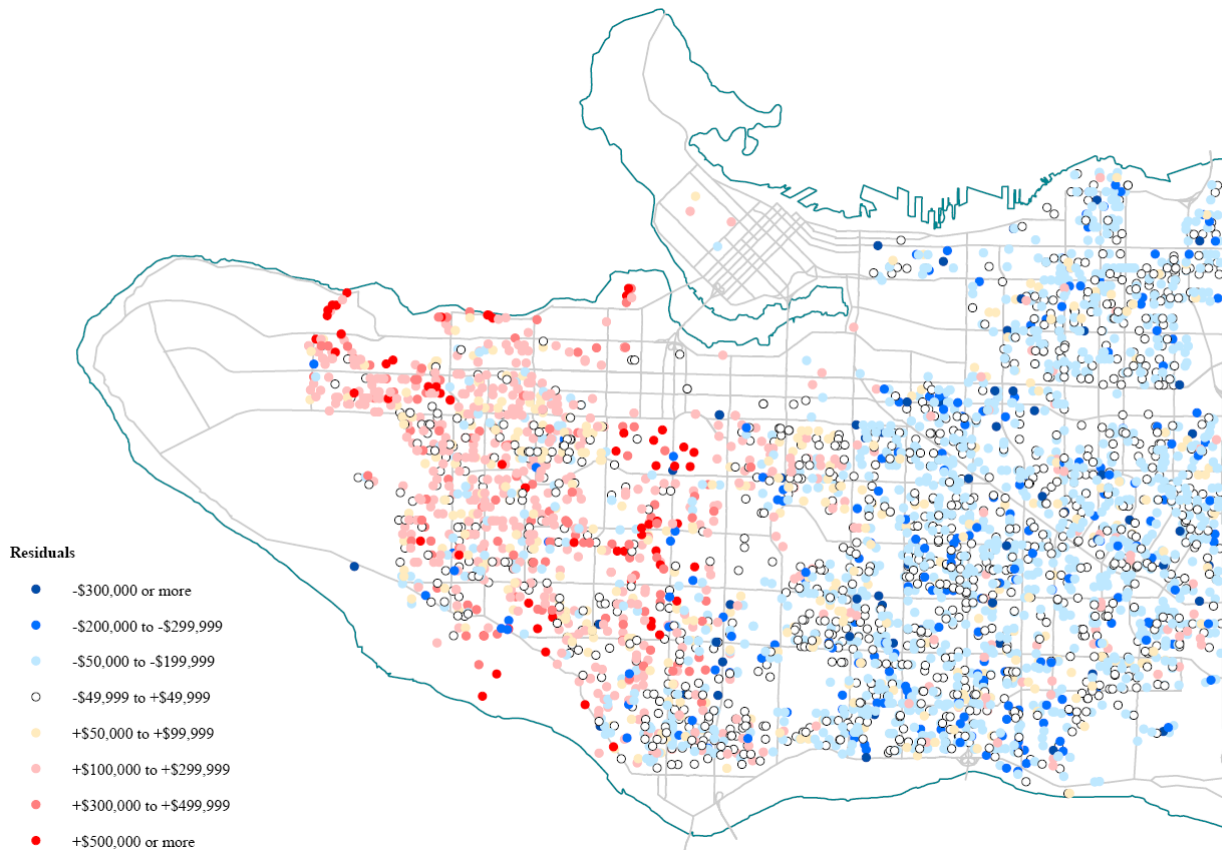 Residuals
-$300,000 or more
-$200,000 to -$299,999
-$50,000 to -$199,999
-$49,999 to +$49,999
+$50,000 to +$99,999
+$100,000 to +$299,999
+$300,000 to +$499,999
+$500,000 or more